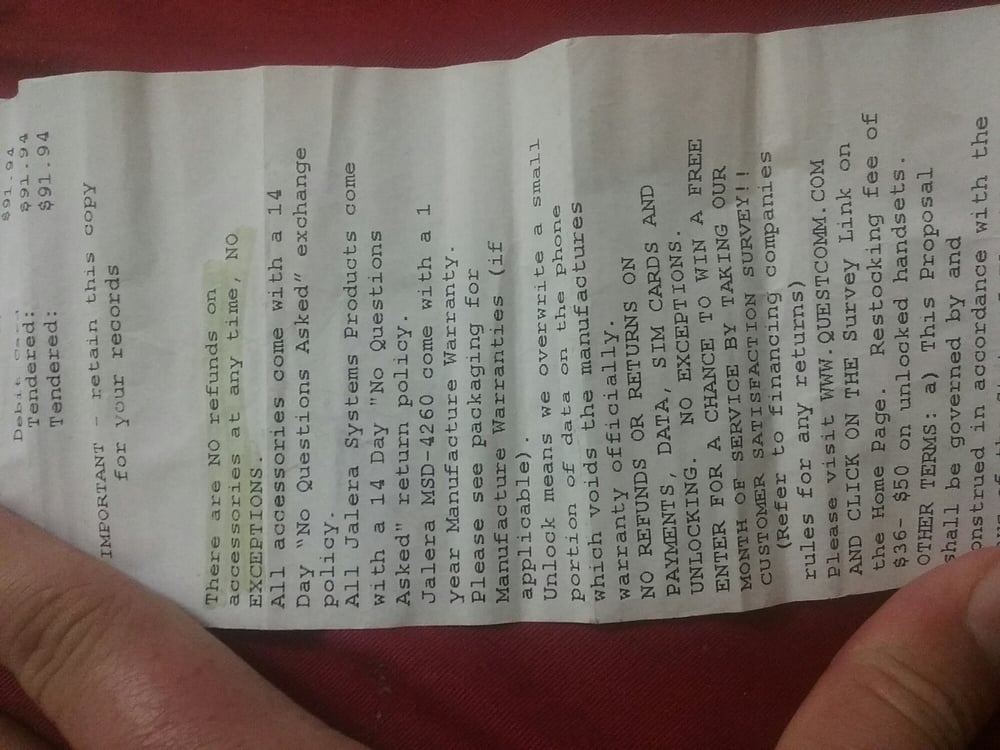 $91.94
Debit Card
Tendered: $91.94
Tendered: $91.94
IMPORTANT - retain this copy
for your records
There are NO refunds on
accessories at any time, NO
EXCEPTIONS.
All accessories come with a 14
Day "No Questions Asked" exchange
policy.
All Jalera Systems Products come
with a 14 Day "No Questions
Asked" return policy.
Jalera MSD-4260 come with a 1
year Manufacture Warranty.
Please see packaging for
Manufacture Warranties (if
applicable).
Unlock means we overwrite a small
portion of data on the phone
which voids the manufactures
warranty officially.
NO REFUNDS OR RETURNS ON
PAYMENTS, DATA, SIM CARDS AND
UNLOCKING. NO EXCEPTIONS.
ENTER FOR A CHANCE TO WIN A FREE
MONTH OF SERVICE BY TAKING OUR
CUSTOMER SATISFACTION SURVEY!!
(Refer to financing companies
rules for any returns)
Please visit WWW.QUESTCOMM.COM
AND CLICK ON THE Survey Link on
the Home Page. Restocking fee of
$36- $50 on unlocked handsets.
OTHER TERMS: a) This Proposal
shall be governed by and
onstrued in accordance with the